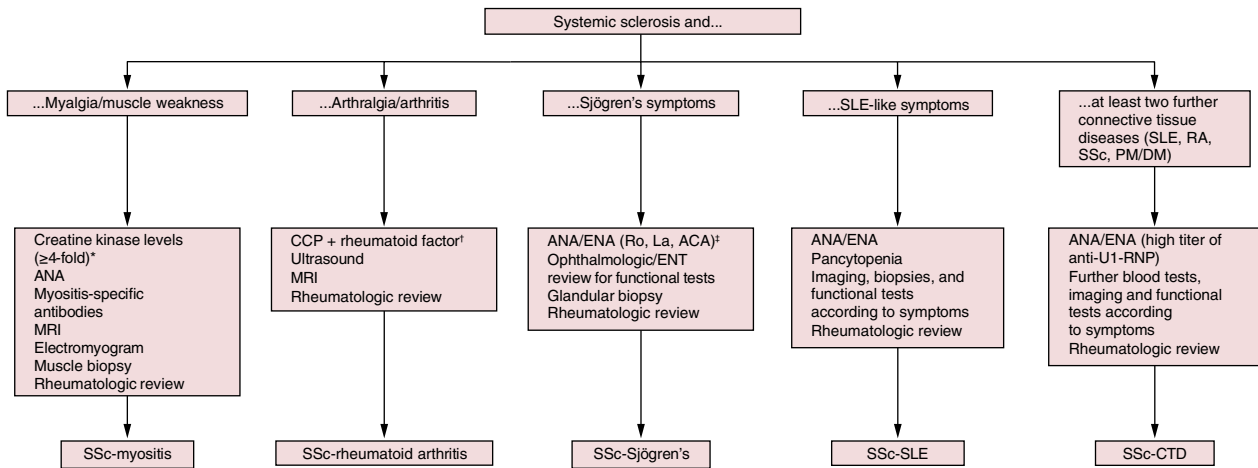 Systemic sclerosis and...
...Myalgia/muscle weakness
...Arthralgia/arthritis
...Sjögren's symptoms
...SLE-like symptoms
...at least two further
connective tissue
diseases (SLE, RA,
SSc, PM/DM)
Creatine kinase levels
(≥4-fold)*
ANA
Myositis-specific
antibodies
MRI
Electromyogram
Muscle biopsy
Rheumatologic review
CCP + rheumatoid factor†
Ultrasound
MRI
Rheumatologic review
ANA/ENA (Ro, La, ACA)‡
Ophthalmologic/ENT
review for functional tests
Glandular biopsy
Rheumatologic review
ANA/ENA
Pancytopenia
Imaging, biopsies, and
functional tests
according to symptoms
Rheumatologic review
ANA/ENA (high titer of
anti-U1-RNP)
Further blood tests,
imaging and functional
tests according
to symptoms
Rheumatologic review
SSc-myositis
SSc-rheumatoid arthritis
SSc-Sjögren's
SSc-SLE
SSc-CTD